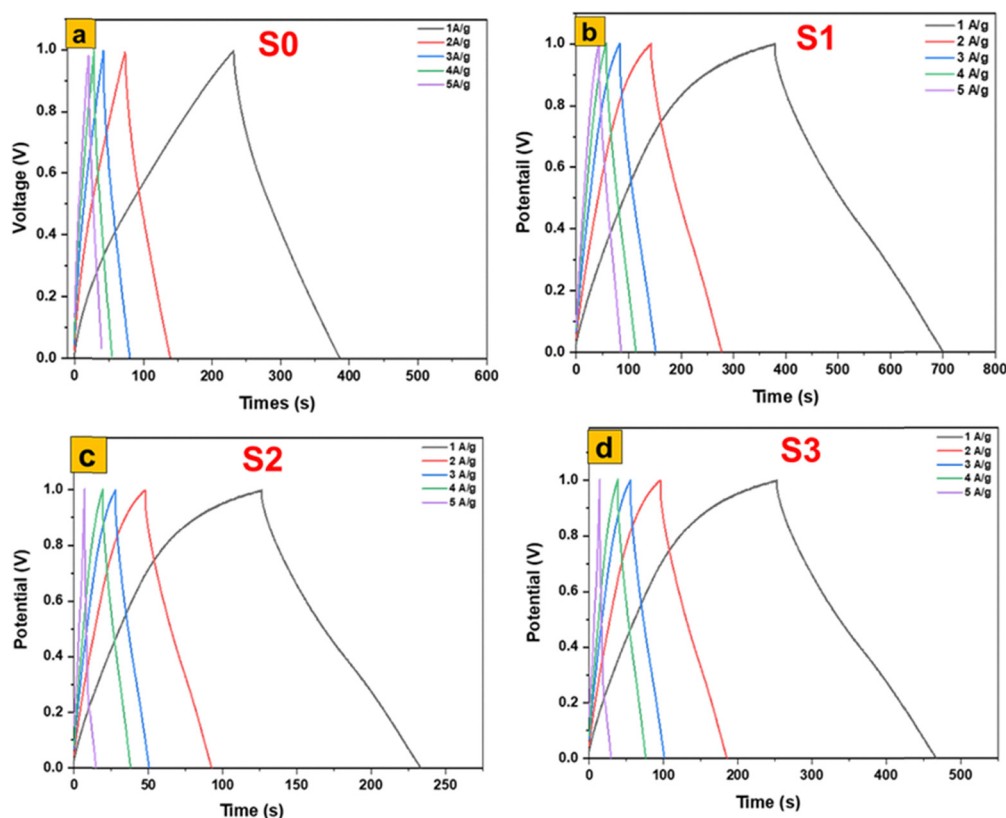 a
S0
1A/g
2A/g
3A/g
4A/g
5A/g
Voltage (V)
1.0
0.8
0.6
0.4
0.2
0.0
0 100 200 300 400 500 600
Times (s)
b
S1
1 A/g
2 A/g
3 A/g
4 A/g
5 A/g
Potentail (V)
1.0
0.8
0.6
0.4
0.2
0.0
0 100 200 300 400 500 600 700 800
Time (s)
c
S2
1 A/g
2 A/g
3 A/g
4 A/g
5 A/g
Potential (V)
1.0
0.8
0.6
0.4
0.2
0.0
0 50 100 150 200 250
Time (s)
d
S3
1 A/g
2 A/g
3 A/g
4 A/g
5 A/g
Potential (V)
1.0
0.8
0.6
0.4
0.2
0.0
0 100 200 300 400 500
Time (s)